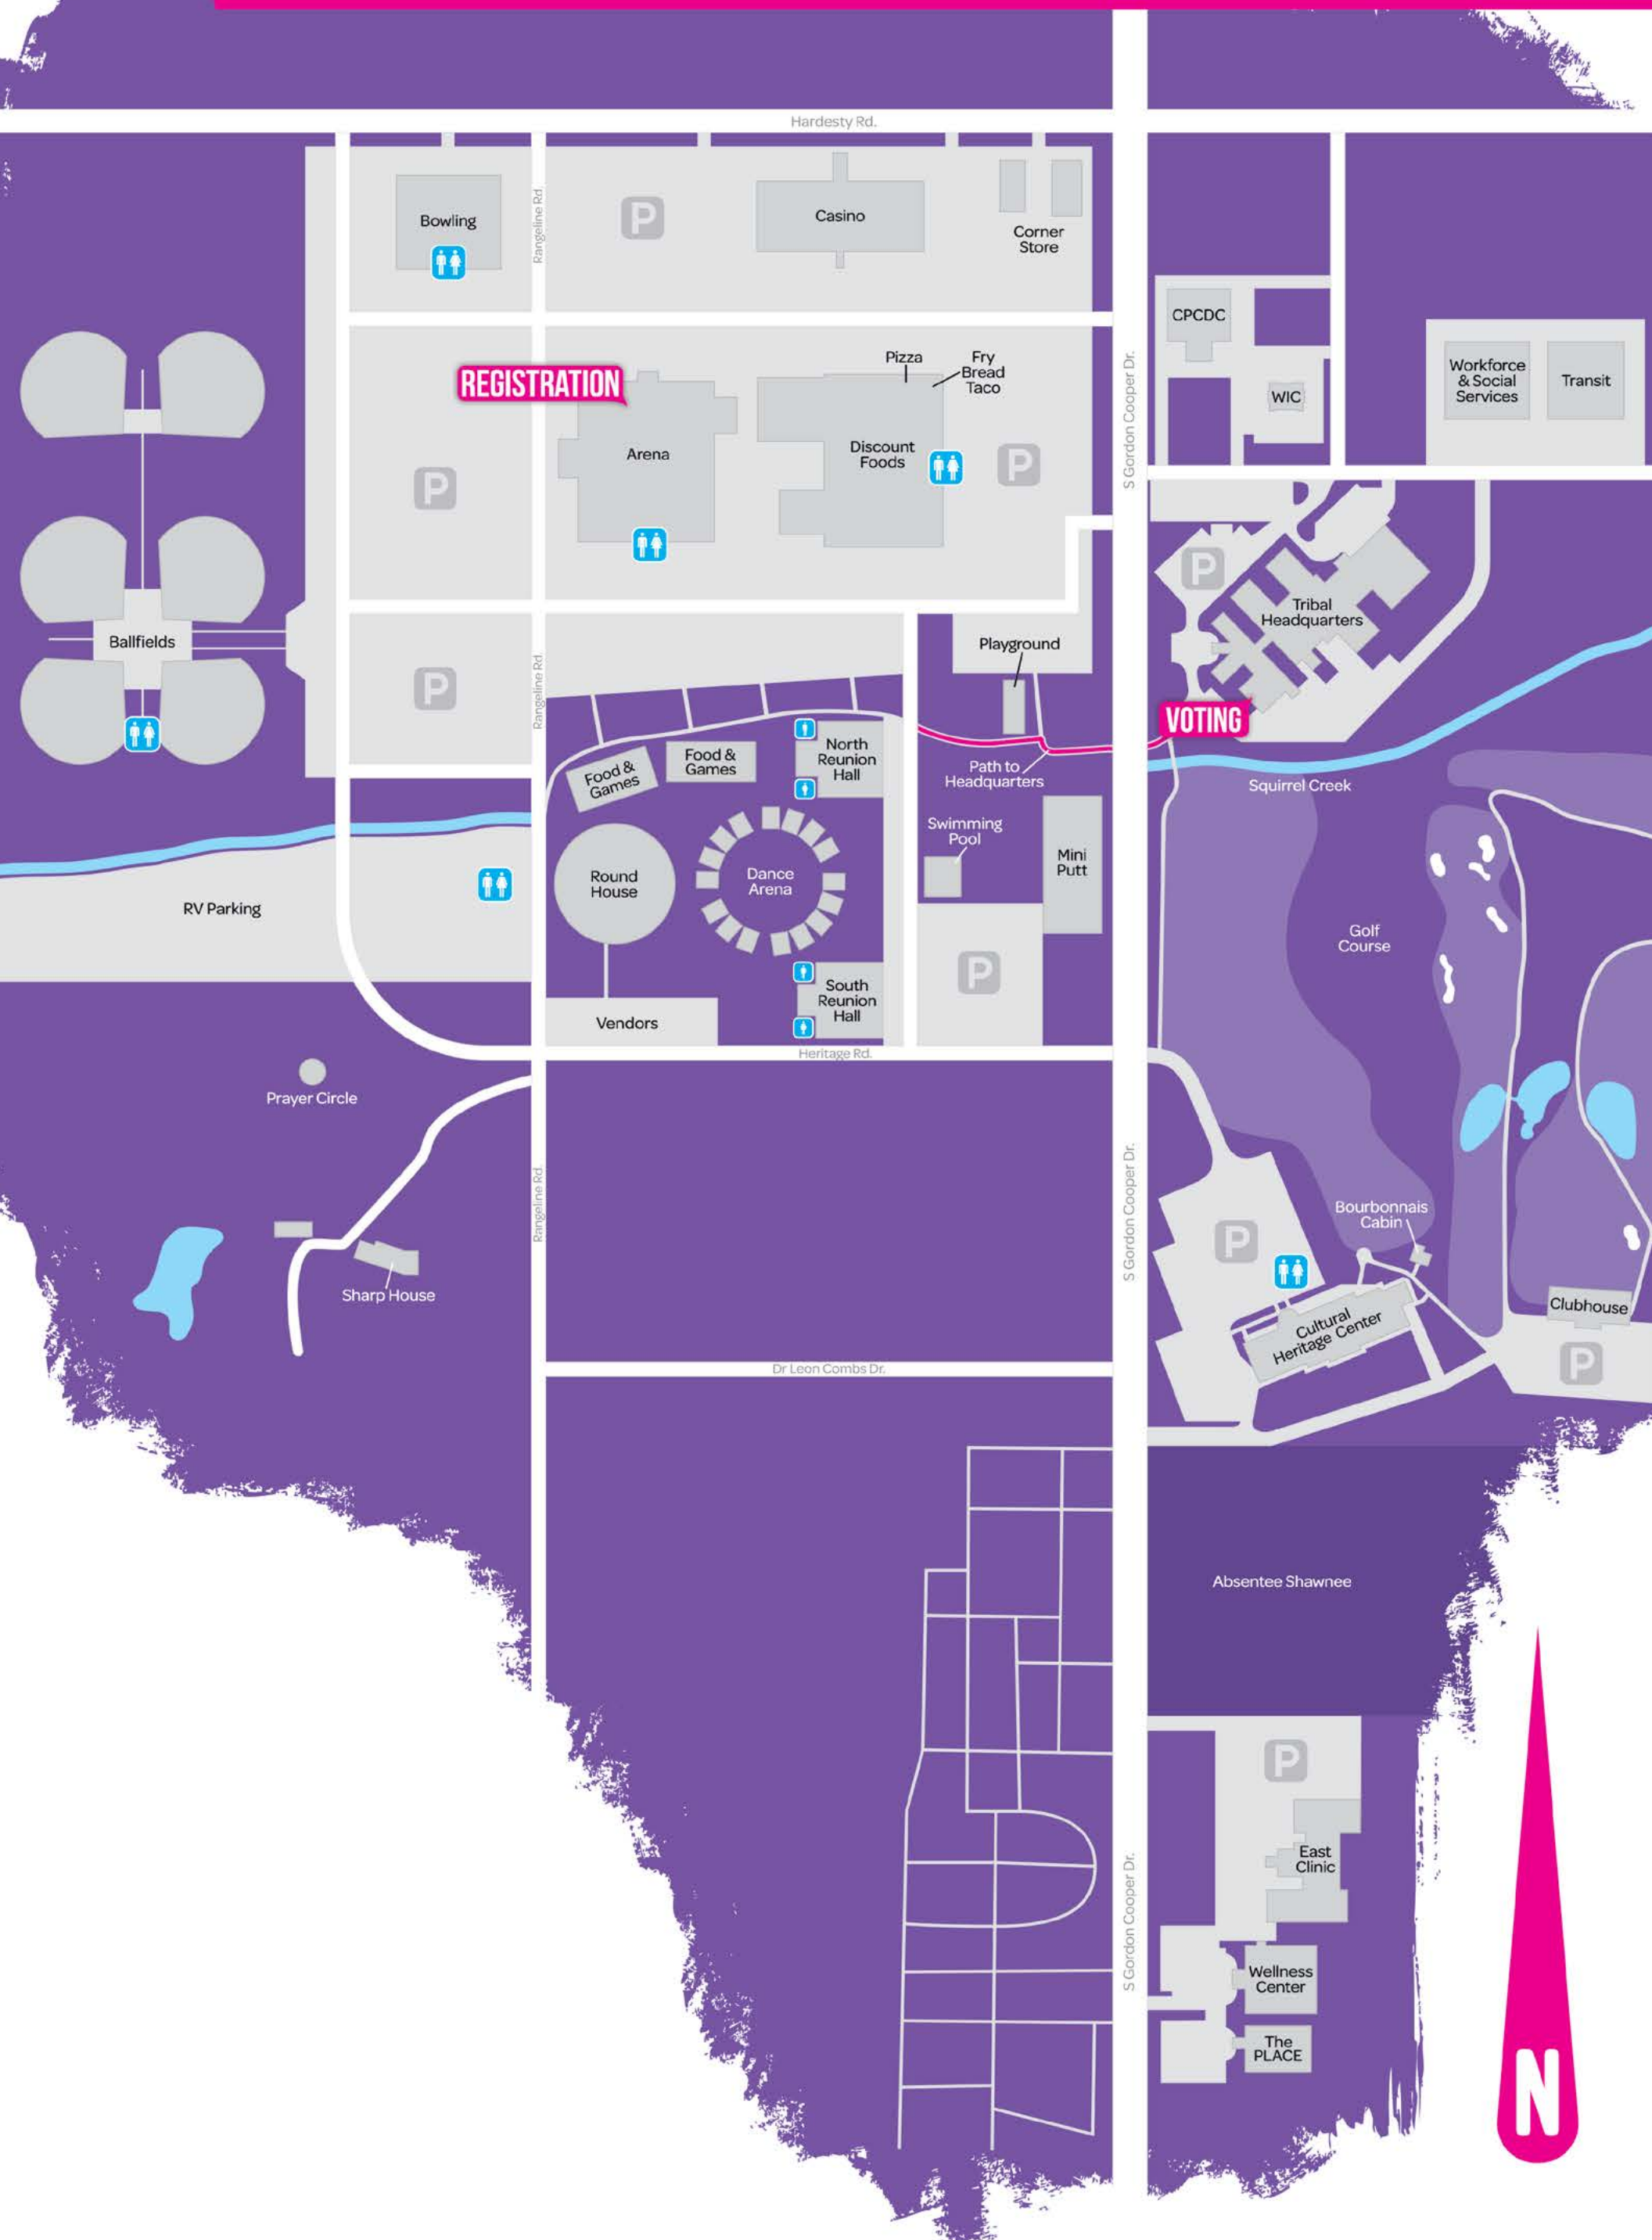 Hardesty Rd.
Rangeline Rd.
Bowling
P
Casino
Corner
Store
S Gordon Cooper Dr.
CPCDC
WIC
Workforce
& Social
Services
Transit
REGISTRATION
Pizza
Fry
Bread
Taco
Arena
Discount
Foods
P
P
P
Tribal
Headquarters
Ballfields
P
Rangeline Rd.
Playground
VOTING
Food &
Games
Food &
Games
North
Reunion
Hall
Path to
Headquarters
Squirrel Creek
Swimming
Pool
Mini
Putt
Round
House
Dance
Arena
RV Parking
Golf
Course
P
South
Reunion
Hall
Vendors
Heritage Rd.
Prayer Circle
Rangeline Rd.
S Gordon Cooper Dr.
Bourbonnais
Cabin
P
Sharp House
Cultural
Heritage Center
Clubhouse
P
Dr Leon Combs Dr.
Absentee Shawnee
P
East
Clinic
S Gordon Cooper Dr.
Wellness
Center
The
PLACE
N